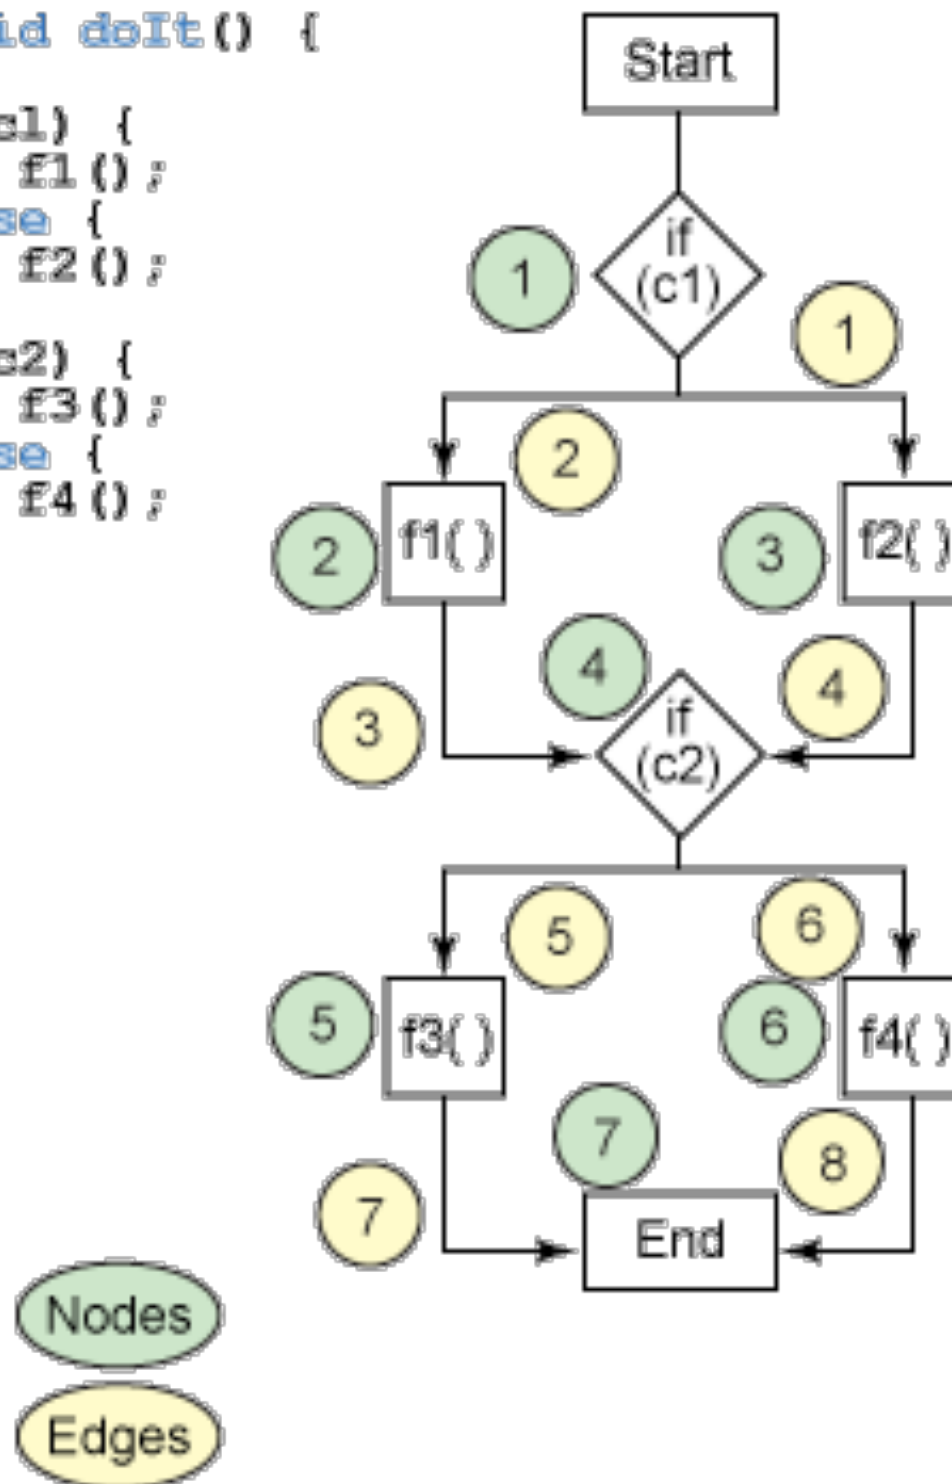 id doIt() {
c1) {
f1();
se {
f2();
c2) {
f3();
se {
f4();
Start
if
(c1)
1
1
2
f1( )
2
f2( )
3
4
if
(c2)
4
3
5
6
f3( )
5
f4( )
6
7
8
7
End
Nodes
Edges